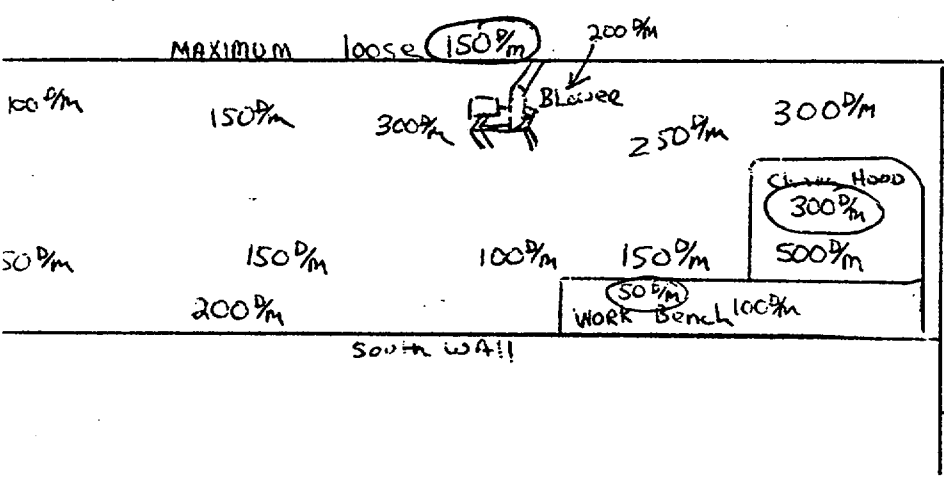 200 D/m
MAXIMUM loose 150 D/m
100 D/m 150 D/m 300 D/m Blower 250 D/m 300 D/m
HOOD
300 D/m
50 D/m 150 D/m 100 D/m 150 D/m 500 D/m
200 D/m 50 D/m
WORK Bench 100 D/m
South WAll